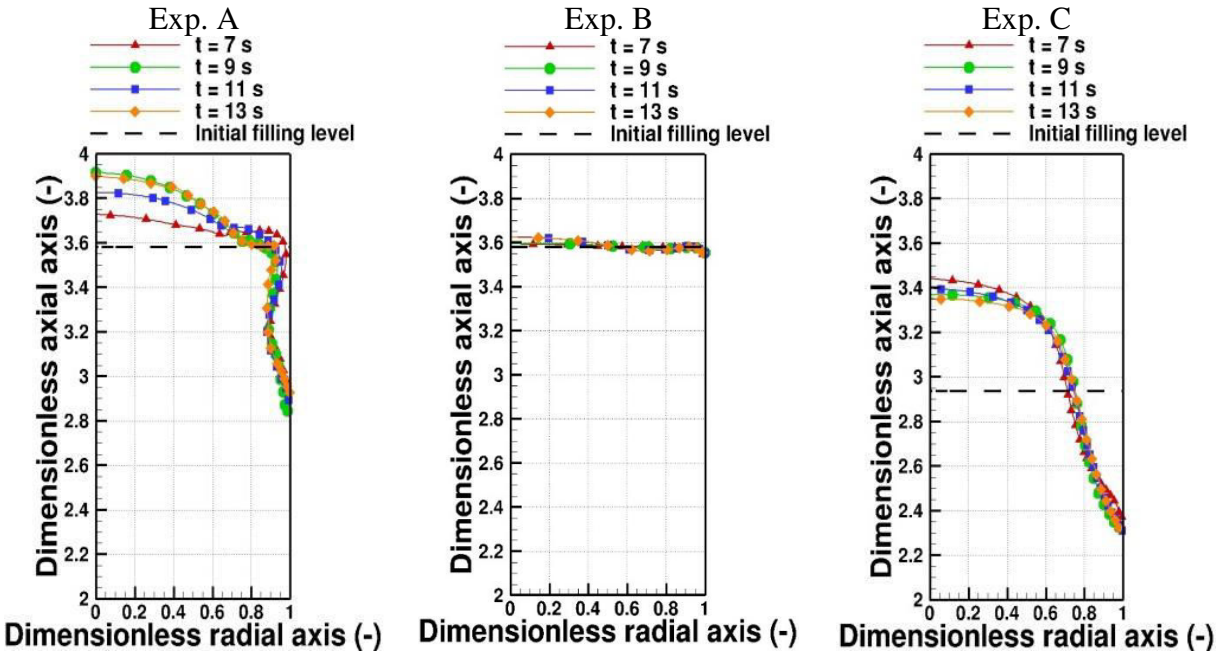 Exp. A
t = 7 s
t = 9 s
t = 11 s
t = 13 s
Initial filling level
4
3.8
3.6
3.4
3.2
3
2.8
2.6
2.4
2.2
2
0 0.2 0.4 0.6 0.8 1
Dimensionless axial axis (-)
Dimensionless radial axis (-)
Exp. B
t = 7 s
t = 9 s
t = 11 s
t = 13 s
Initial filling level
4
3.8
3.6
3.4
3.2
3
2.8
2.6
2.4
2.2
2
0 0.2 0.4 0.6 0.8 1
Dimensionless axial axis (-)
Dimensionless radial axis (-)
Exp. C
t = 7 s
t = 9 s
t = 11 s
t = 13 s
Initial filling level
4
3.8
3.6
3.4
3.2
3
2.8
2.6
2.4
2.2
2
0 0.2 0.4 0.6 0.8 1
Dimensionless axial axis (-)
Dimensionless radial axis (-)